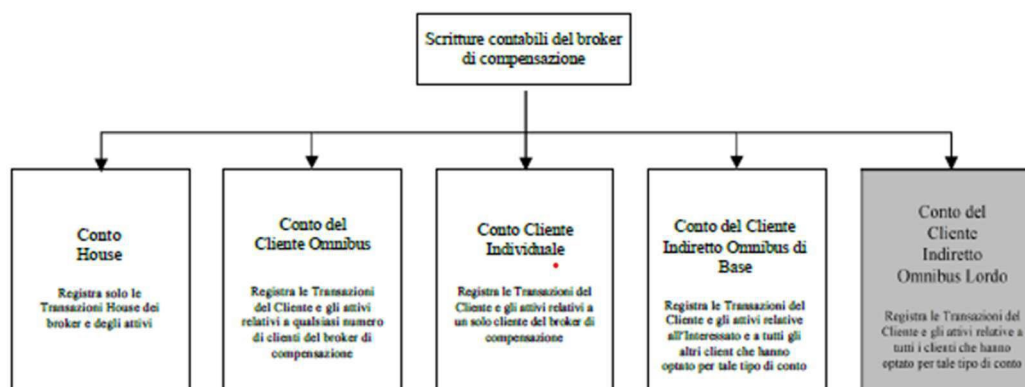 Scritture contabili del broker
di compensazione
Conto
House
Registra solo le
Transazioni House dei
broker e degli attivi
Conto del
Cliente Omnibus
Registra le Transazioni
del Cliente e gli attivi
relativi a qualsiasi numero
di clienti del broker di
compensazione
Conto Cliente
Individuale
Registra le Transazioni del
Cliente e gli attivi relativi a
un solo cliente del broker di
compensazione
Conto del Cliente
Indiretto Omnibus di
Base
Registra le Transazioni del
Cliente e gli attivi relative
all'Interessato e a tutti gli
altri client che hanno
optato per tale tipo di conto
Conto del
Cliente
Indiretto
Omnibus Lordo
Registra le Transazioni del
Cliente e gli attivi relative a
tutti i clienti che hanno
optato per tale tipo di conto